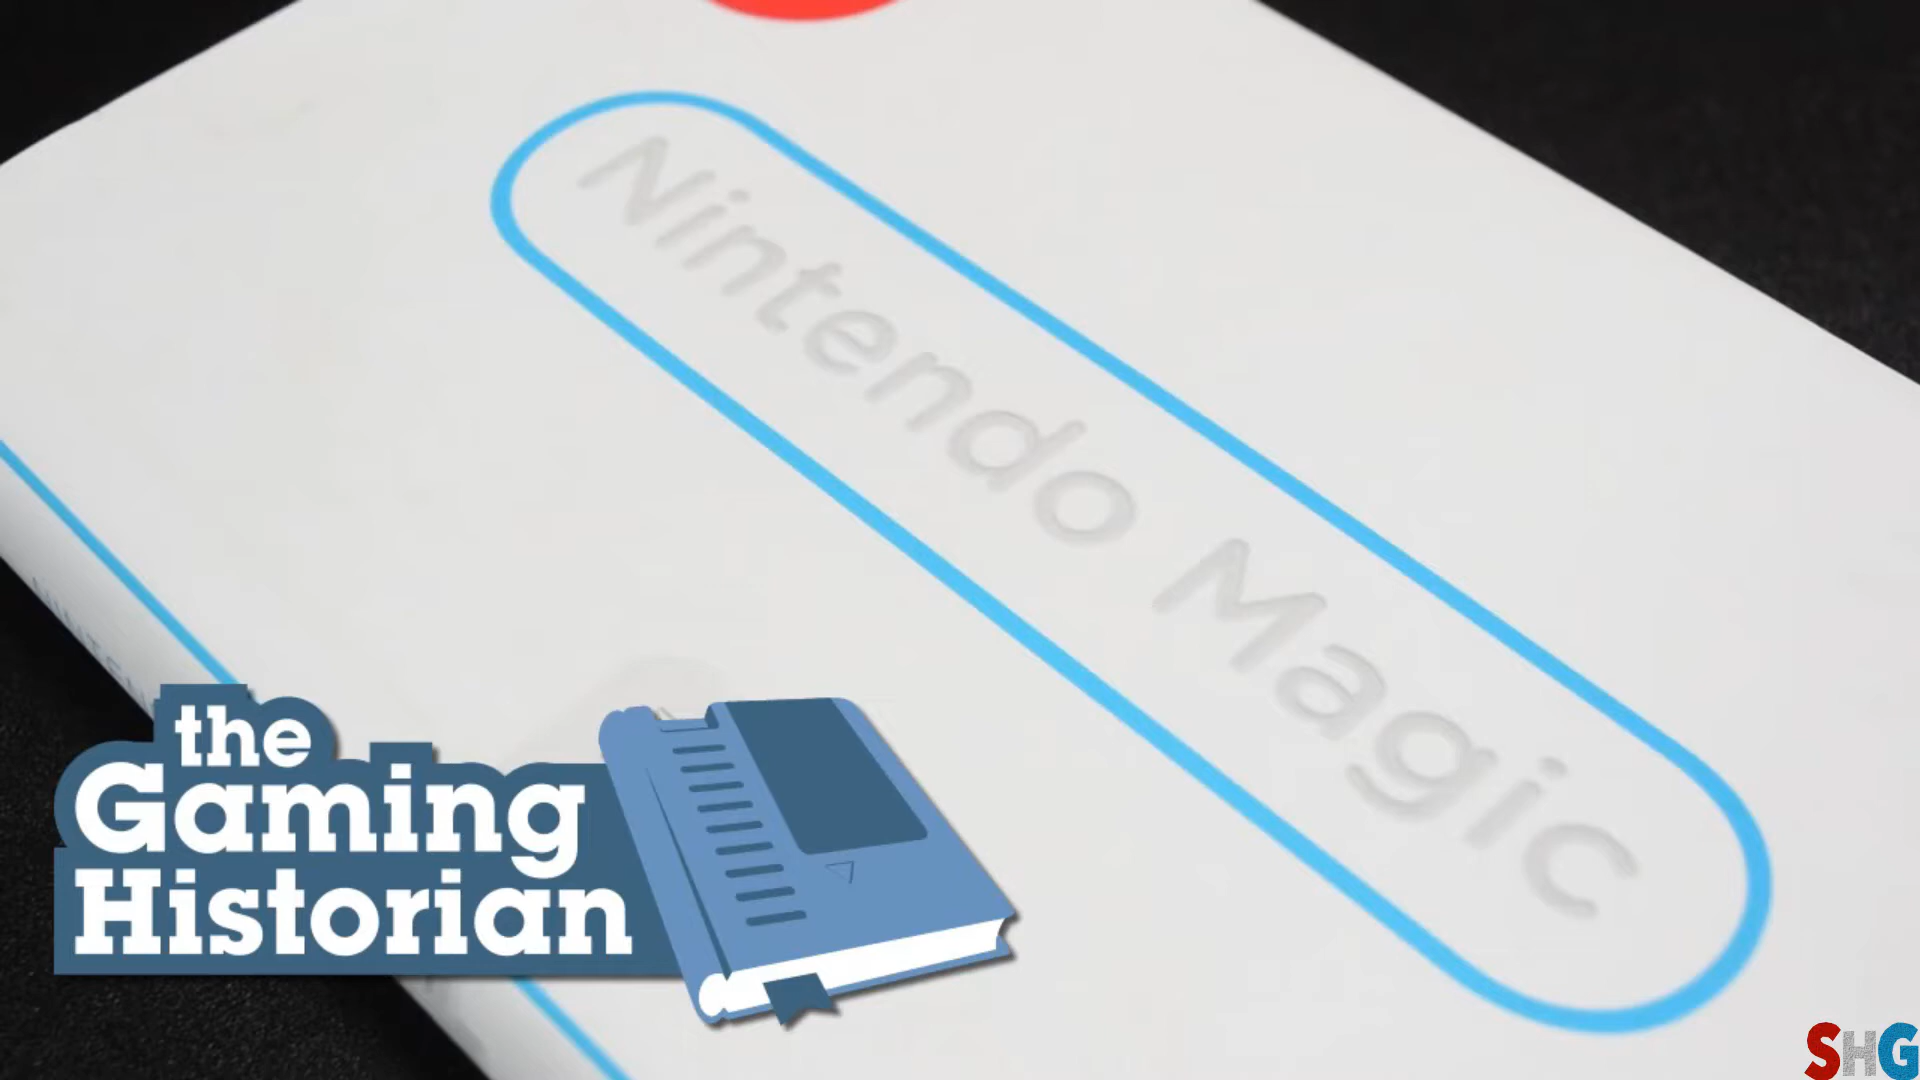 Nintendo Magic
the
Gaming
Historian
SHG